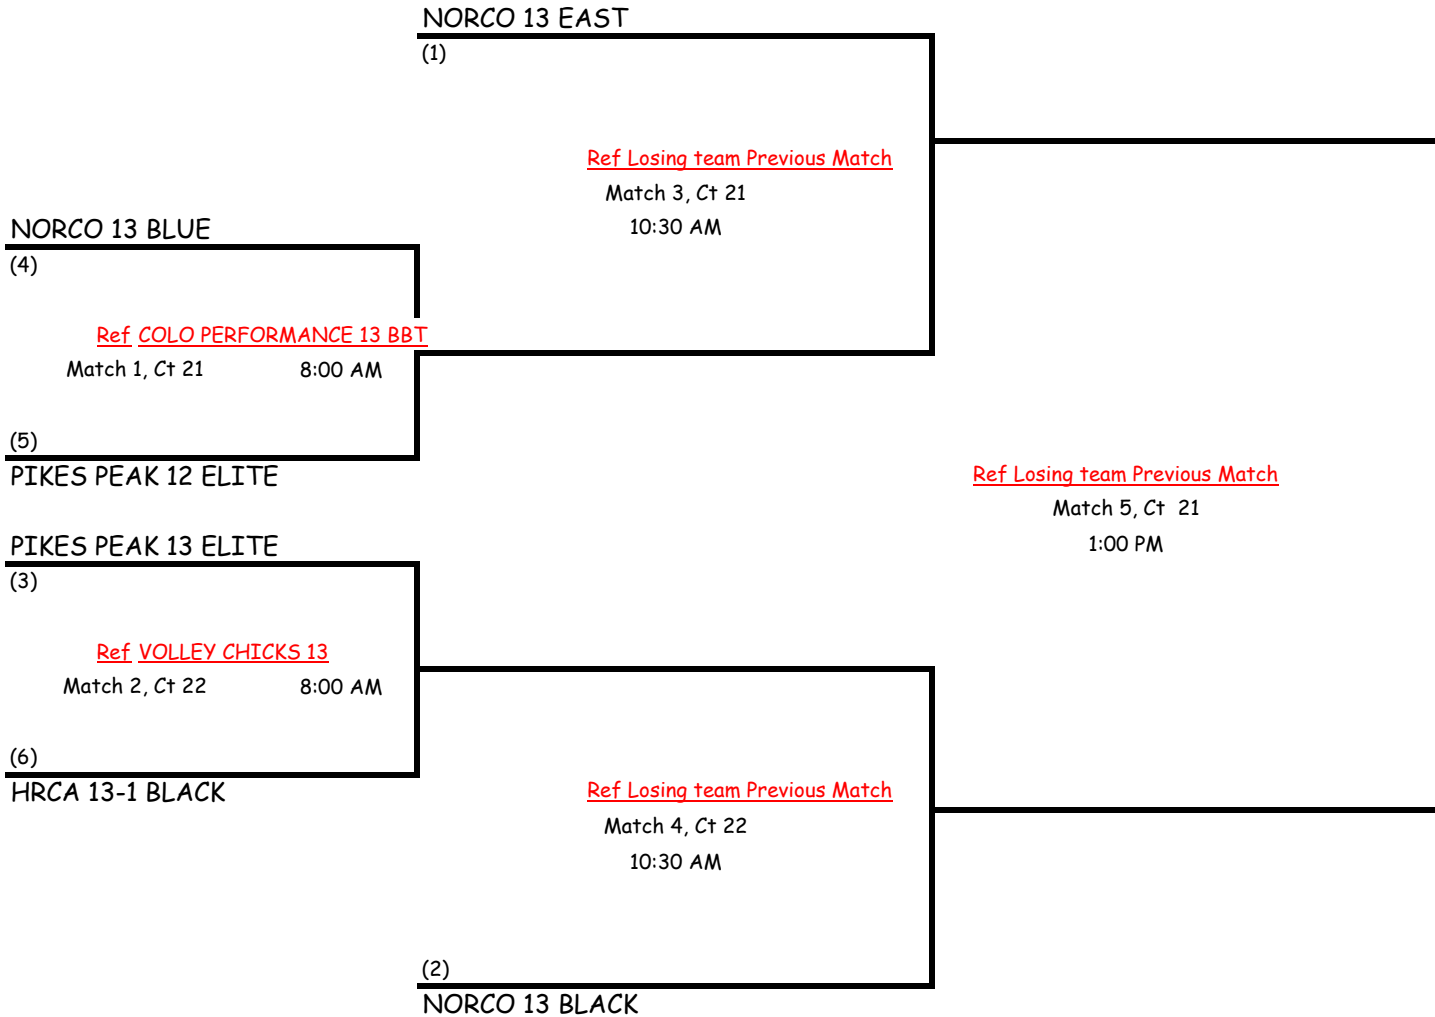 NORCO 13 EAST
(1)
Ref Losing team Previous Match
Match 3, Ct 21
10:30 AM
NORCO 13 BLUE
(4)
Ref COLO PERFORMANCE 13 BBT
Match 1, Ct 21 8:00 AM
(5)
PIKES PEAK 12 ELITE
Ref Losing team Previous Match
Match 5, Ct 21
1:00 PM
PIKES PEAK 13 ELITE
(3)
Ref VOLLEY CHICKS 13
Match 2, Ct 22 8:00 AM
(6)
HRCA 13-1 BLACK
Ref Losing team Previous Match
Match 4, Ct 22
10:30 AM
(2)
NORCO 13 BLACK